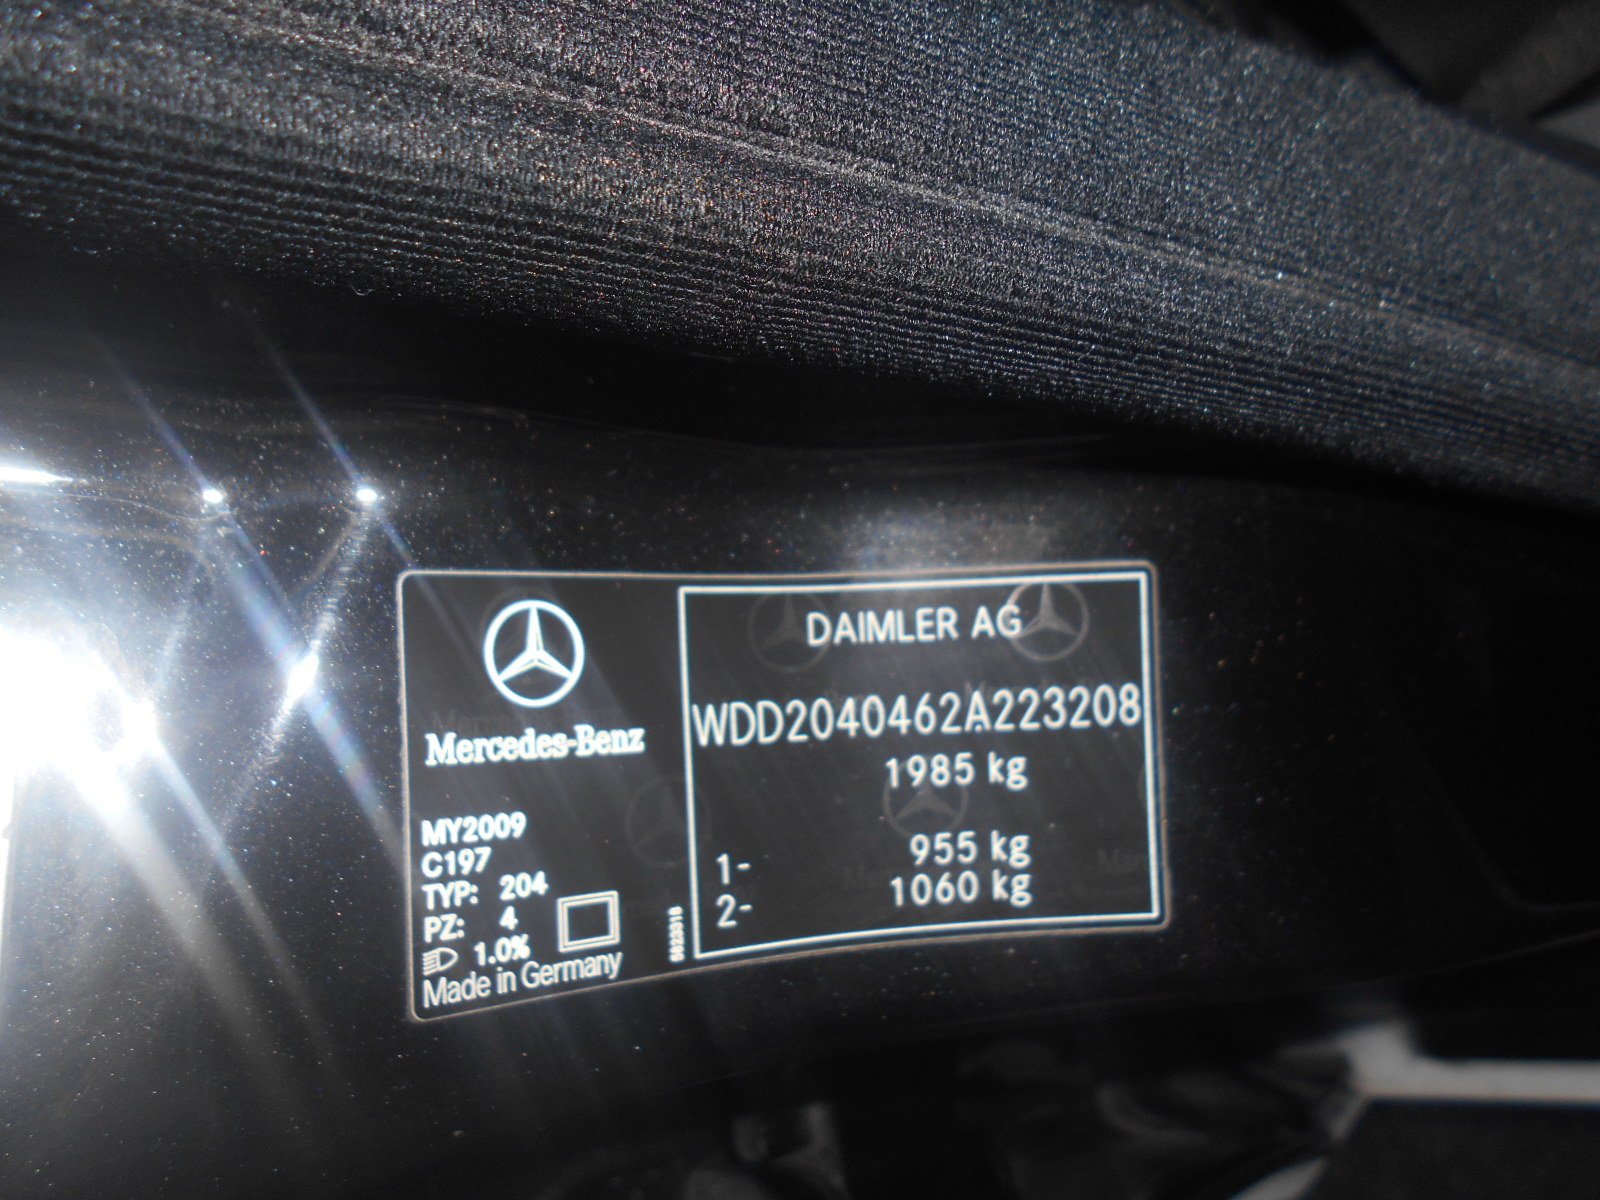 Mercedes-Benz
MY2009
C197
TYP: 204
PZ: 4
1.0%
Made in Germany
5623316
DAIMLER AG
WDD2040462A223208
1985 kg
1- 955 kg
2- 1060 kg